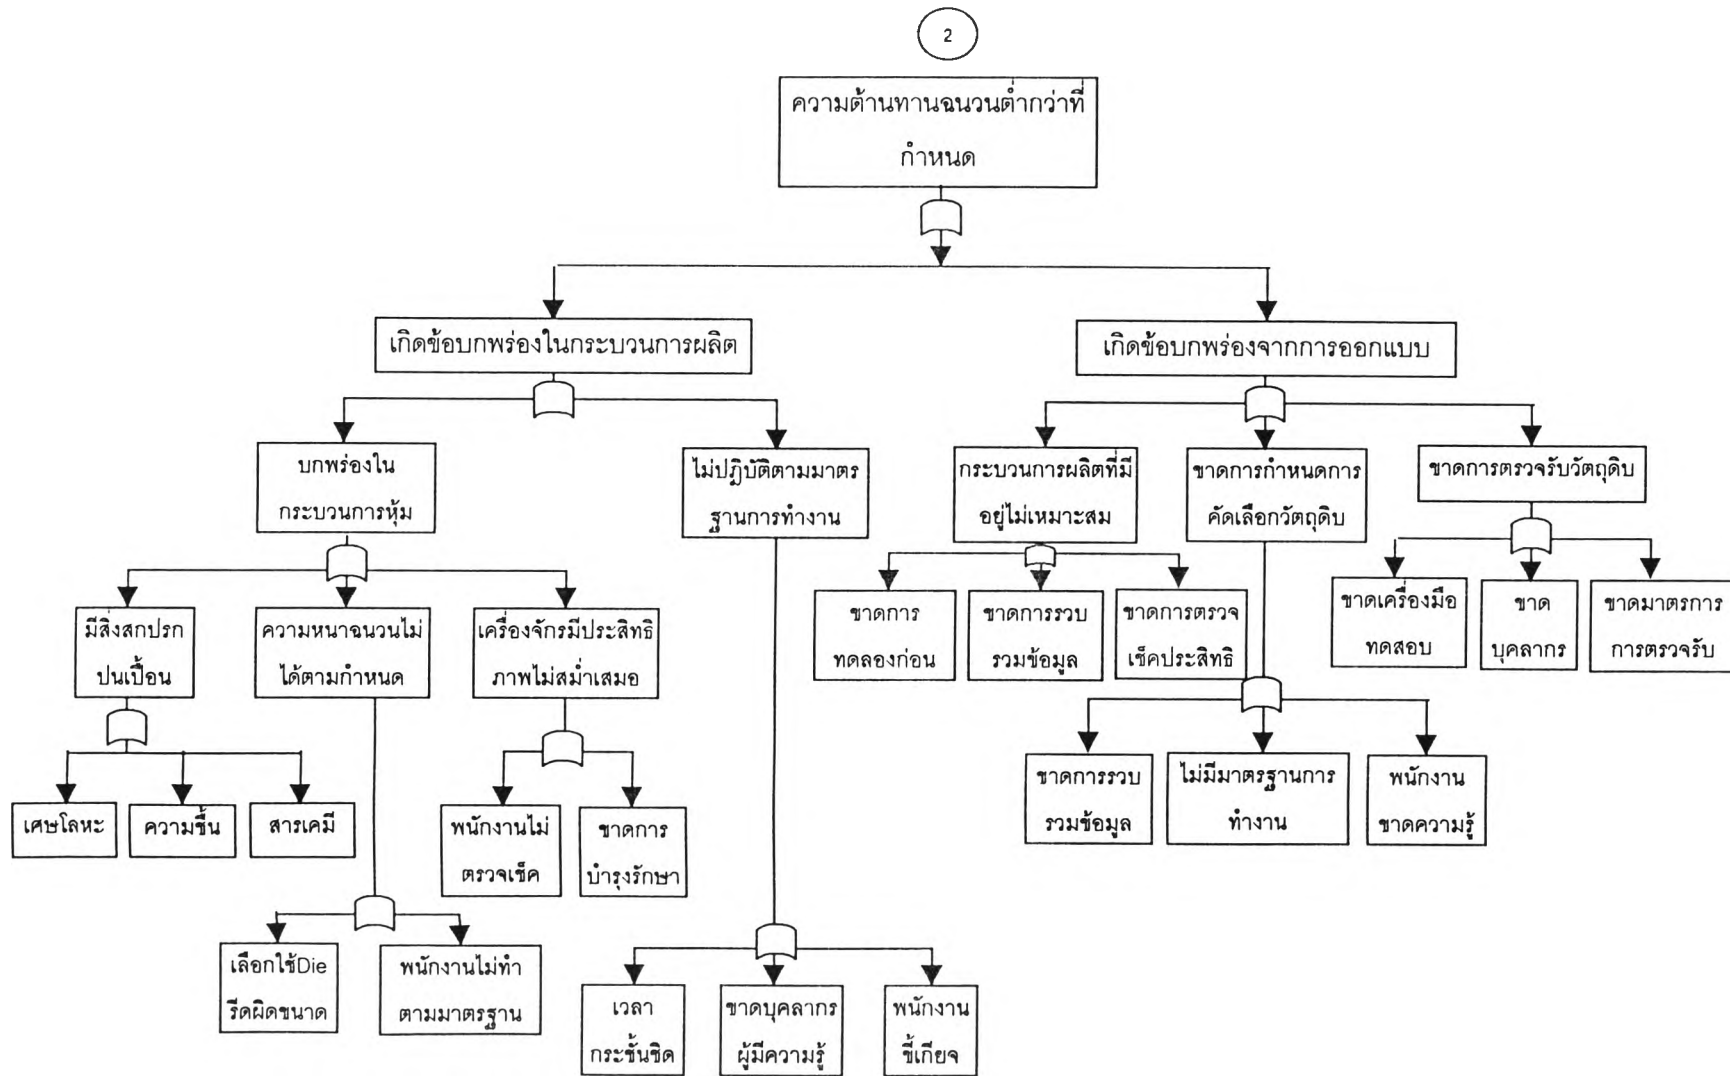 2
ความต้านทานฉนวนต่ำกว่าที่
กำหนด
เกิดข้อบกพร่องในกระบวนการผลิต
เกิดข้อบกพร่องจากการออกแบบ
บกพร่องใน
กระบวนการหุ้ม
ไม่ปฏิบัติตามมาตร
ฐานการทำงาน
กระบวนการผลิตที่มี
อยู่ไม่เหมาะสม
ขาดการกำหนดการ
คัดเลือกวัตถุดิบ
ขาดการตรวจรับวัตถุดิบ
มีสิ่งสกปรก
ปนเปื้อน
ความหนาฉนวนไม่
ได้ตามกำหนด
เครื่องจักรมีประสิทธิ
ภาพไม่สม่ำเสมอ
ขาดการ
ทดลองก่อน
ขาดการรวบ
รวมข้อมูล
ขาดการตรวจ
เช็คประสิทธิ
ขาดเครื่องมือ
ทดสอบ
ขาด
บุคลากร
ขาดมาตรการ
การตรวจรับ
เศษโลหะ
ความชื้น
สารเคมี
พนักงานไม่
ตรวจเช็ค
ขาดการ
บำรุงรักษา
ขาดการรวบ
รวมข้อมูล
ไม่มีมาตรฐานการ
ทำงาน
พนักงาน
ขาดความรู้
เลือกใช้Die
รีดผิดขนาด
พนักงานไม่ทำ
ตามมาตรฐาน
เวลา
กระชั้นชิด
ขาดบุคลากร
ผู้มีความรู้
พนักงาน
ขี้เกียจ